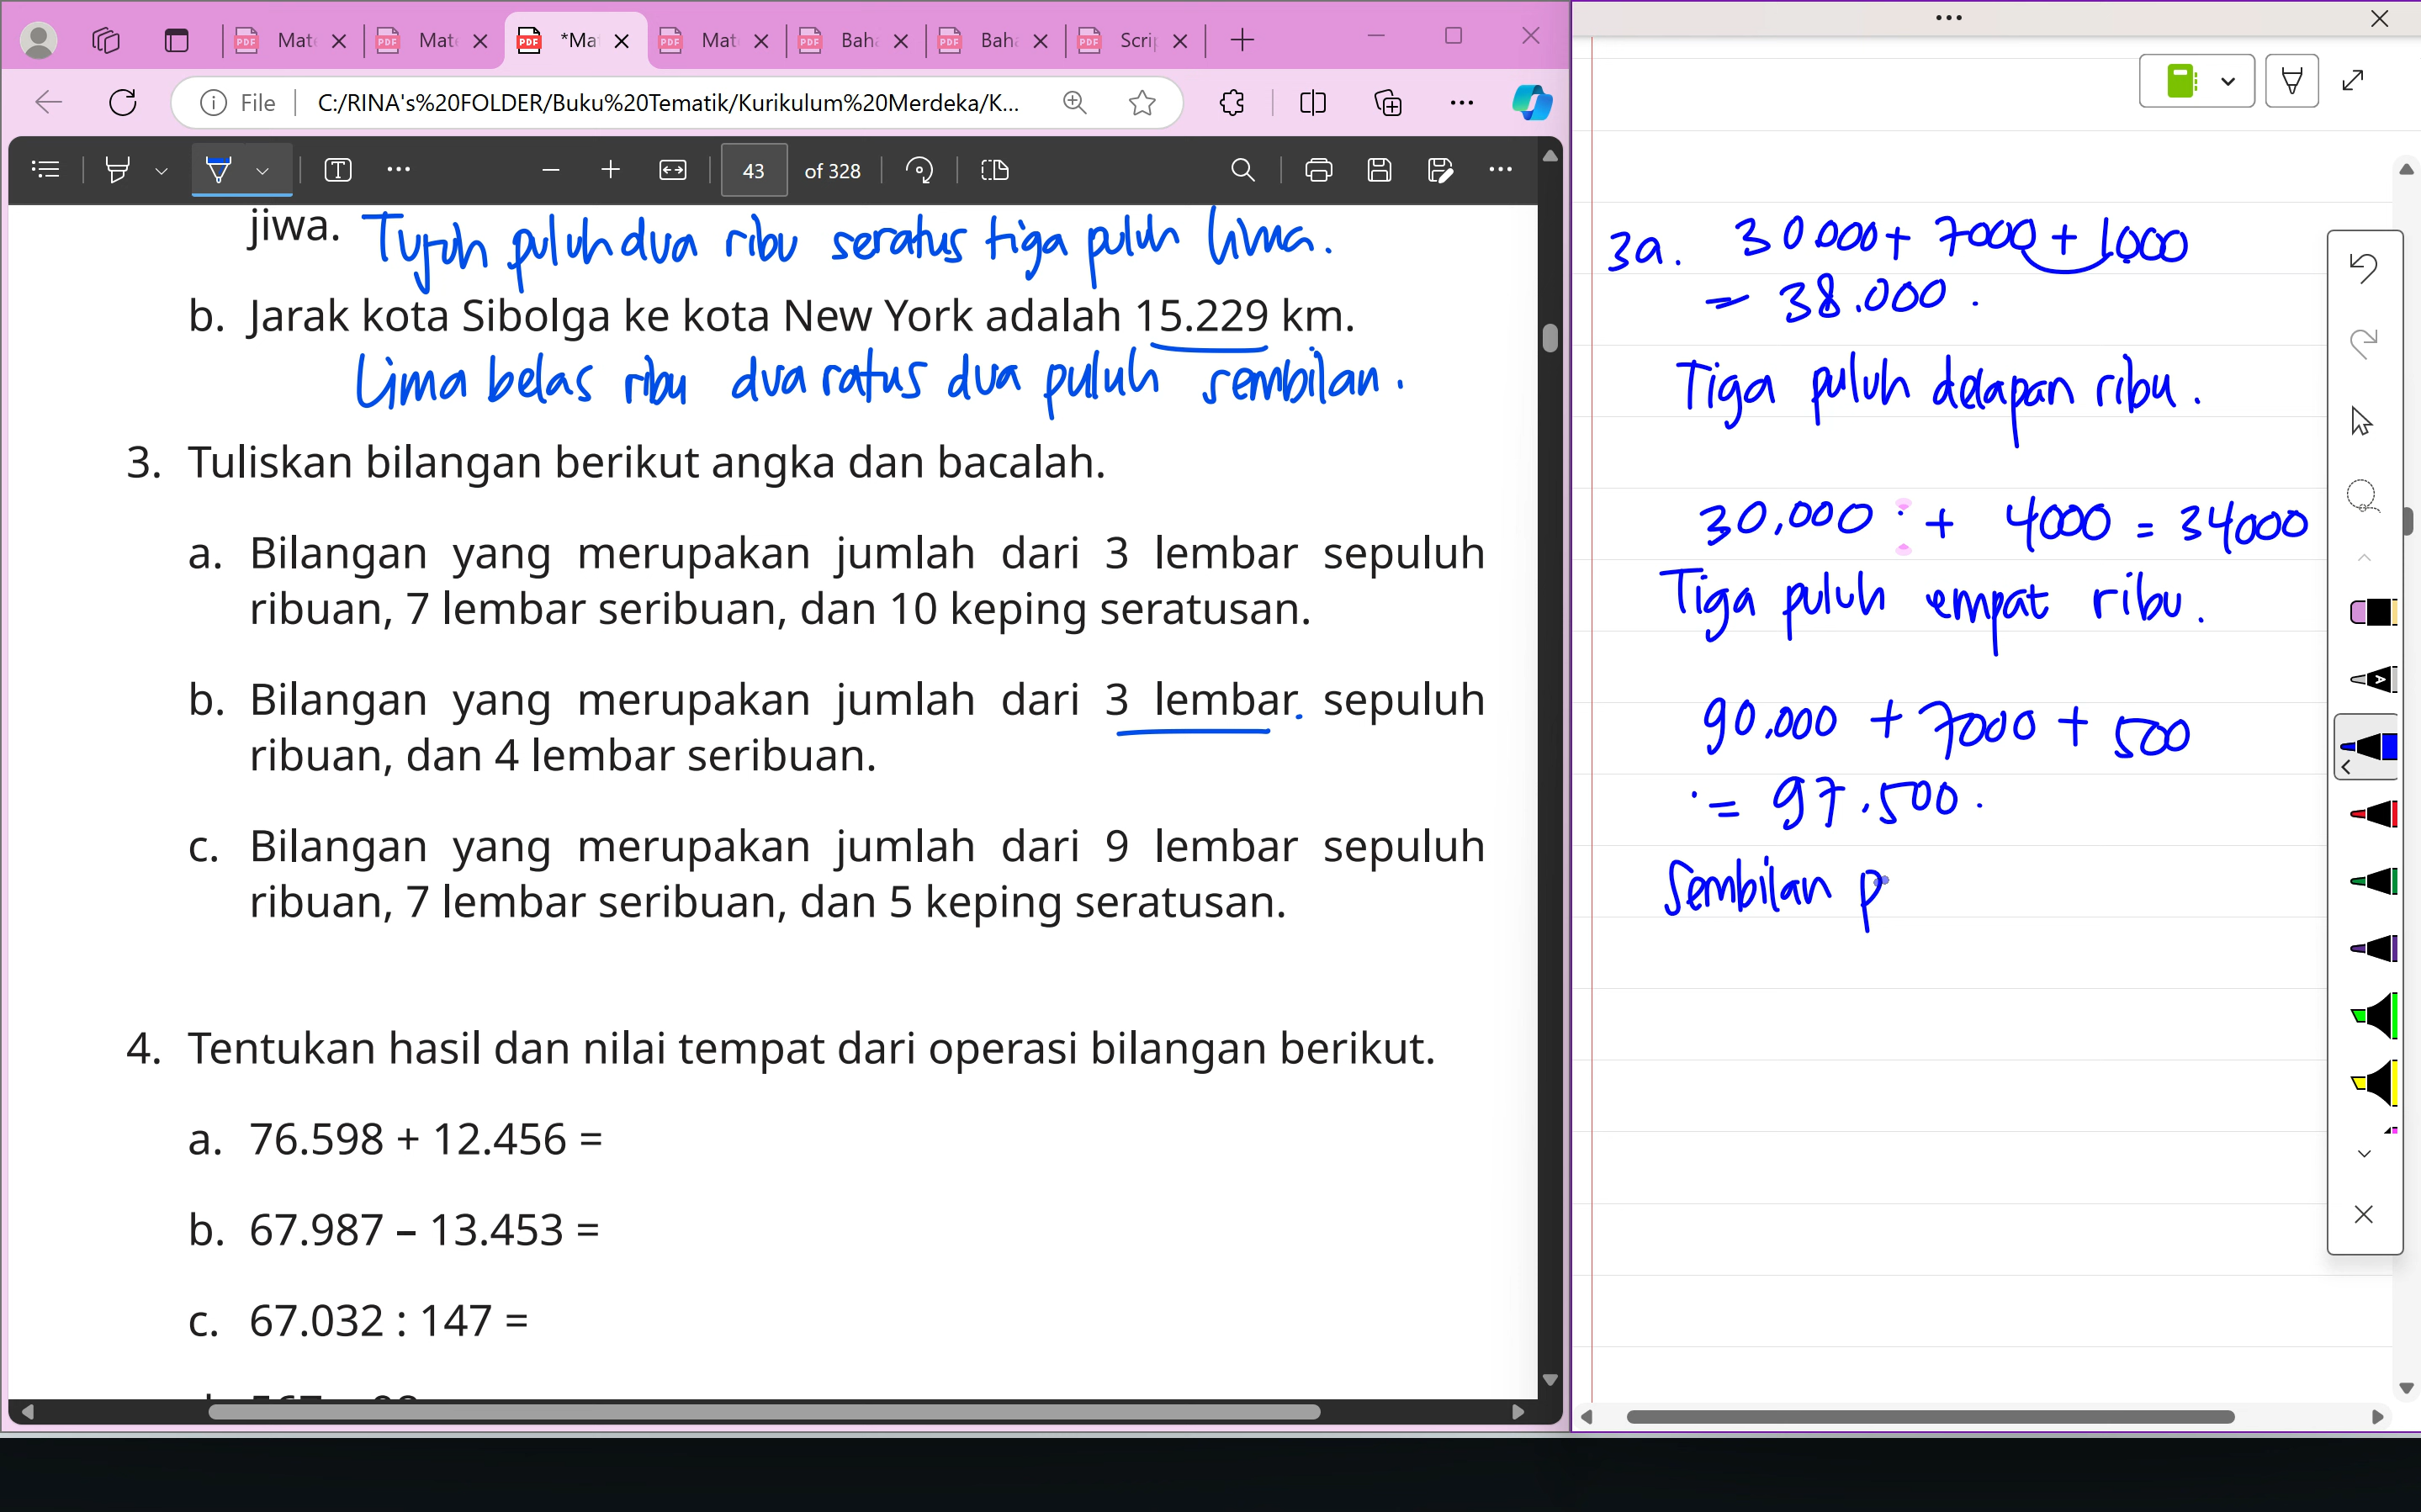 Mat
Mat
*Ma
Mat
Bah
Bah
Scri
File
C:/RINA's%20FOLDER/Buku%20Tematik/Kurikulum%20Merdeka/K...
43 of 328
jiwa. Tujuh puluh dua ribu seratus tiga puluh lima.
b. Jarak kota Sibolga ke kota New York adalah 15.229 km.
Lima belas ribu dua ratus dua puluh sembilan.
3. Tuliskan bilangan berikut angka dan bacalah.
a. Bilangan yang merupakan jumlah dari 3 lembar sepuluh
ribuan, 7 lembar seribuan, dan 10 keping seratusan.
b. Bilangan yang merupakan jumlah dari 3 lembar sepuluh
ribuan, dan 4 lembar seribuan.
c. Bilangan yang merupakan jumlah dari 9 lembar sepuluh
ribuan, 7 lembar seribuan, dan 5 keping seratusan.
4. Tentukan hasil dan nilai tempat dari operasi bilangan berikut.
a. 76.598 + 12.456 =
b. 67.987 – 13.453 =
c. 67.032 : 147 =
3a. 30.000 + 7000 + 1000
= 38.000.
Tiga puluh delapan ribu.
30.000 + 4000 = 34000
Tiga puluh empat ribu.
90.000 + 7000 + 500
= 97.500.
Sembilan p